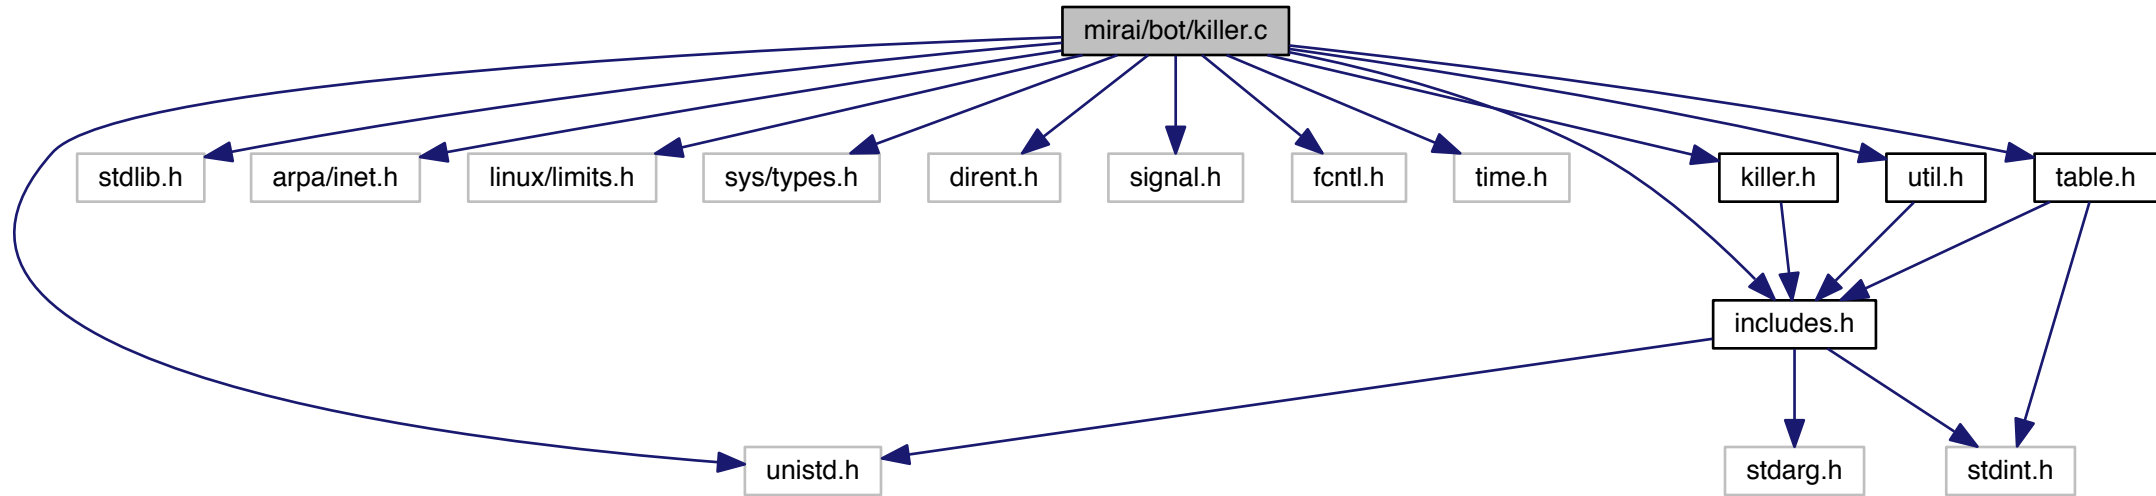 mirai/bot/killer.c
stdlib.h
arpa/inet.h
linux/limits.h
sys/types.h
dirent.h
signal.h
fcntl.h
time.h
killer.h
util.h
table.h
includes.h
unistd.h
stdarg.h
stdint.h